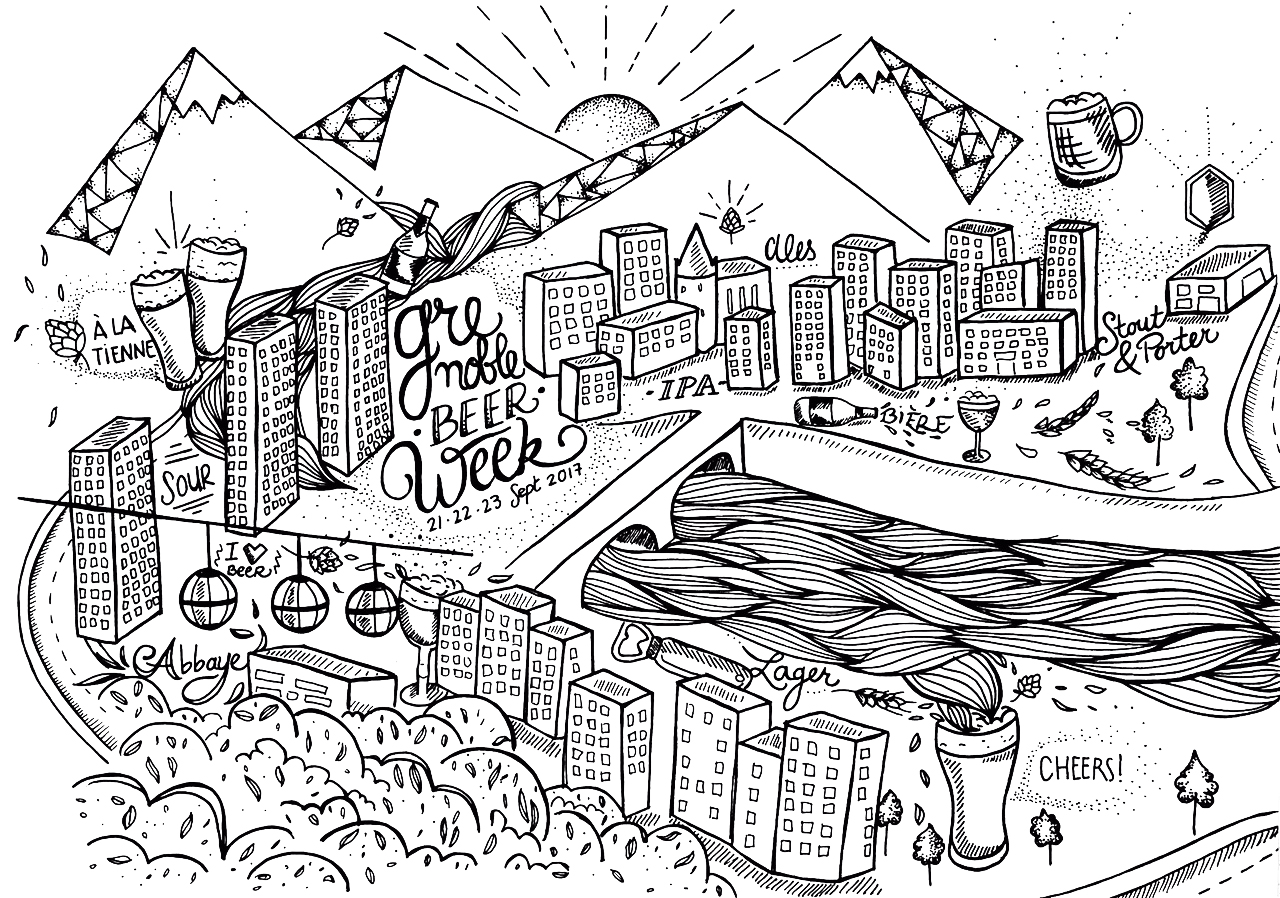 Ales
À LA
TIENNE
gre
noble
BEER
Week
21·22·23 Sept 2017
Stout
& Porter
·IPA·
BIÈRE
SOUR
I ♥
BEER
Abbaye
Lager
CHEERS!